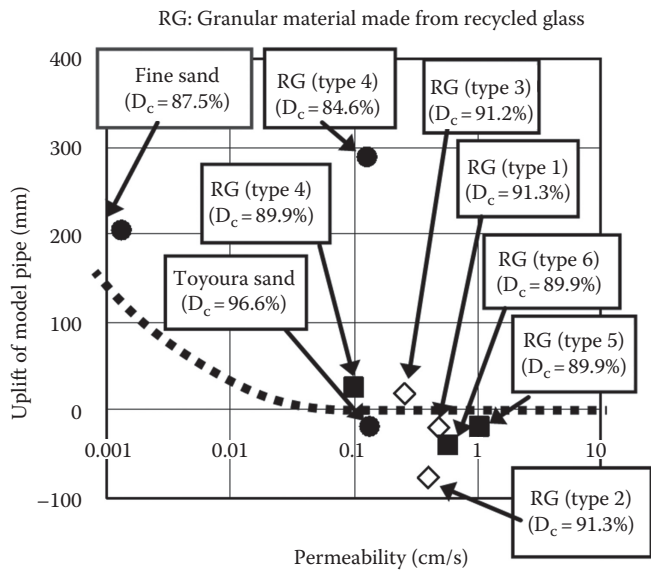 RG: Granular material made from recycled glass
400
300
200
100
0
−100
Uplift of model pipe (mm)
Fine sand
(Dc = 87.5%)
RG (type 4)
(Dc = 84.6%)
RG (type 3)
(Dc = 91.2%)
RG (type 4)
(Dc = 89.9%)
RG (type 1)
(Dc = 91.3%)
Toyoura sand
(Dc = 96.6%)
RG (type 6)
(Dc = 89.9%)
RG (type 5)
(Dc = 89.9%)
RG (type 2)
(Dc = 91.3%)
0.001
0.01
0.1
1
10
Permeability (cm/s)